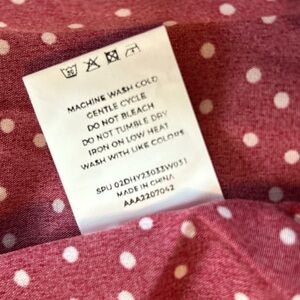 MACHINE WASH COLD
GENTLE CYCLE
DO NOT BLEACH
DO NOT TUMBLE DRY
IRON ON LOW HEAT
WASH WITH LIKE COLOUR
SPU 02DHY23033W031
MADE IN CHINA
AAA2207042